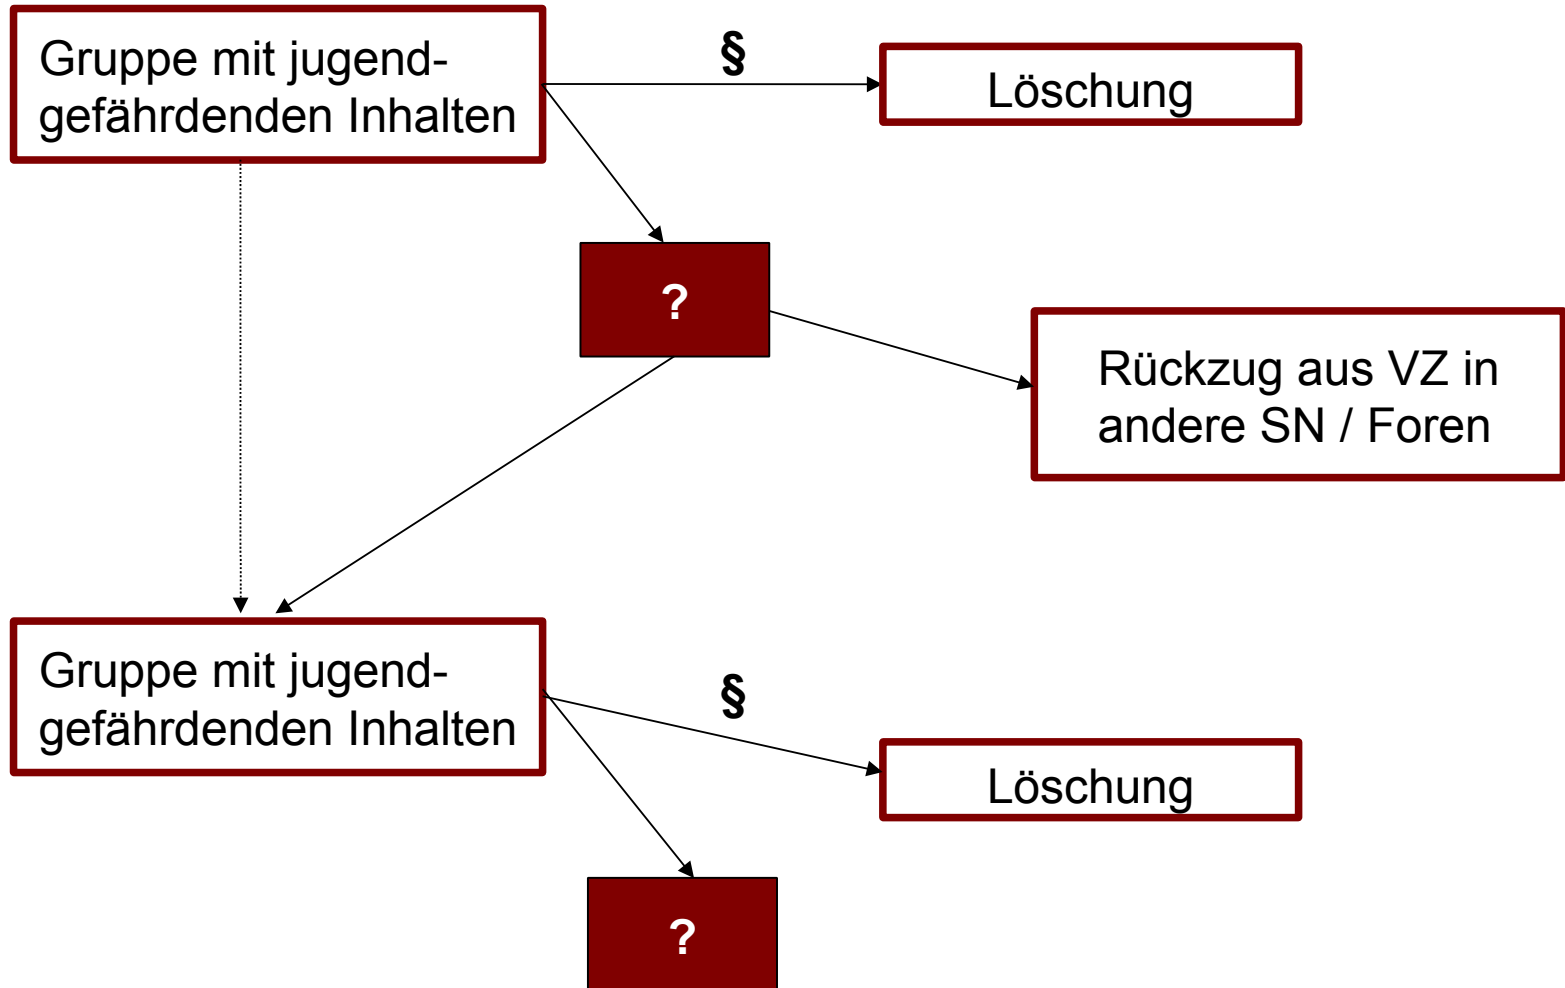 Gruppe mit jugend-
gefährdenden Inhalten
§
Löschung
?
Rückzug aus VZ in
andere SN / Foren
Gruppe mit jugend-
gefährdenden Inhalten
§
Löschung
?